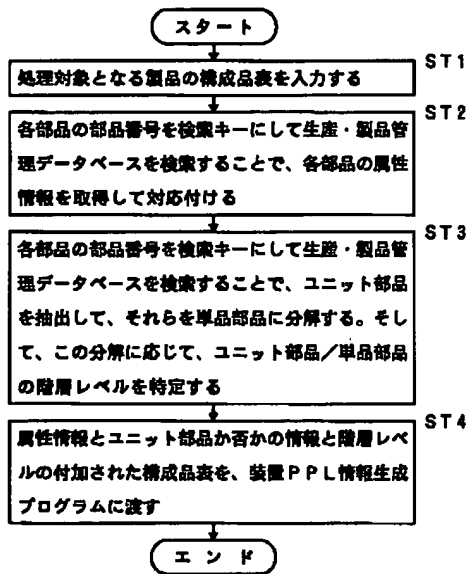 スタート
ST1
処理対象となる製品の構成品表を入力する
ST2
各部品の部品番号を検索キーにして生産・製品管
理データベースを検索することで、各部品の属性
情報を取得して対応付ける
ST3
各部品の部品番号を検索キーにして生産・製品管
理データベースを検索することで、ユニット部品
を抽出して、それらを単品部品に分解する。そし
て、この分解に応じて、ユニット部品／単品部品
の階層レベルを特定する
ST4
属性情報とユニット部品か否かの情報と階層レベ
ルの付加された構成品表を、装置PPL情報生成
プログラムに渡す
エンド